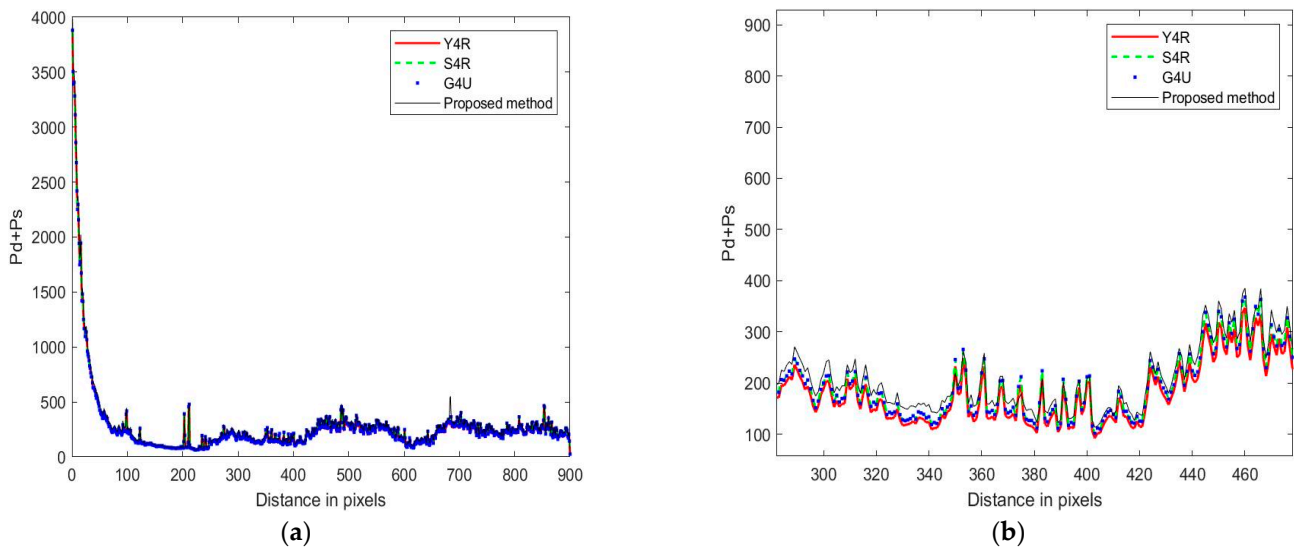 4000
3500
3000
2500
2000
1500
1000
500
0
Pd+Ps
0 100 200 300 400 500 600 700 800 900
Distance in pixels
Y4R
S4R
G4U
Proposed method
(a)
900
800
700
600
500
400
300
200
100
Pd+Ps
300 320 340 360 380 400 420 440 460
Distance in pixels
Y4R
S4R
G4U
Proposed method
(b)